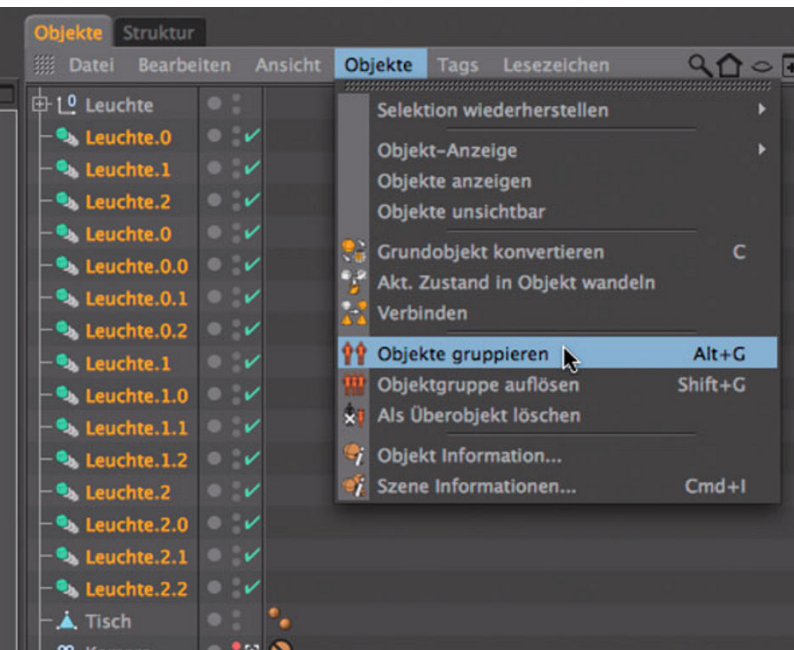 Objekte Struktur
Datei Bearbeiten Ansicht Objekte Tags Lesezeichen
Leuchte
Leuchte.0
Leuchte.1
Leuchte.2
Leuchte.0
Leuchte.0.0
Leuchte.0.1
Leuchte.0.2
Leuchte.1
Leuchte.1.0
Leuchte.1.1
Leuchte.1.2
Leuchte.2
Leuchte.2.0
Leuchte.2.1
Leuchte.2.2
Tisch
Selektion wiederherstellen
Objekt-Anzeige
Objekte anzeigen
Objekte unsichtbar
Grundobjekt konvertieren C
Akt. Zustand in Objekt wandeln
Verbinden
Objekte gruppieren Alt+G
Objektgruppe auflösen Shift+G
Als Überobjekt löschen
Objekt Information...
Szene Informationen... Cmd+I